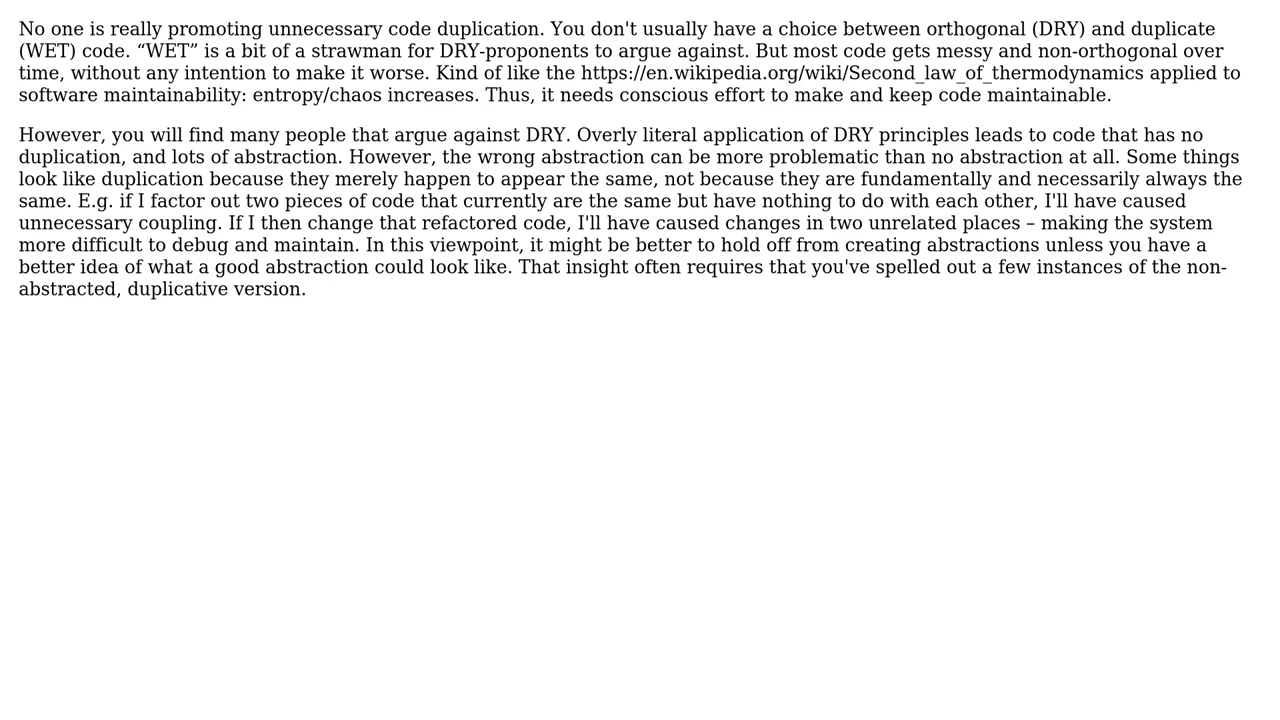 No one is really promoting unnecessary code duplication. You don't usually have a choice between orthogonal (DRY) and duplicate
(WET) code. “WET” is a bit of a strawman for DRY-proponents to argue against. But most code gets messy and non-orthogonal over
time, without any intention to make it worse. Kind of like the https://en.wikipedia.org/wiki/Second_law_of_thermodynamics applied to
software maintainability: entropy/chaos increases. Thus, it needs conscious effort to make and keep code maintainable.
However, you will find many people that argue against DRY. Overly literal application of DRY principles leads to code that has no
duplication, and lots of abstraction. However, the wrong abstraction can be more problematic than no abstraction at all. Some things
look like duplication because they merely happen to appear the same, not because they are fundamentally and necessarily always the
same. E.g. if I factor out two pieces of code that currently are the same but have nothing to do with each other, I'll have caused
unnecessary coupling. If I then change that refactored code, I'll have caused changes in two unrelated places – making the system
more difficult to debug and maintain. In this viewpoint, it might be better to hold off from creating abstractions unless you have a
better idea of what a good abstraction could look like. That insight often requires that you've spelled out a few instances of the non-
abstracted, duplicative version.